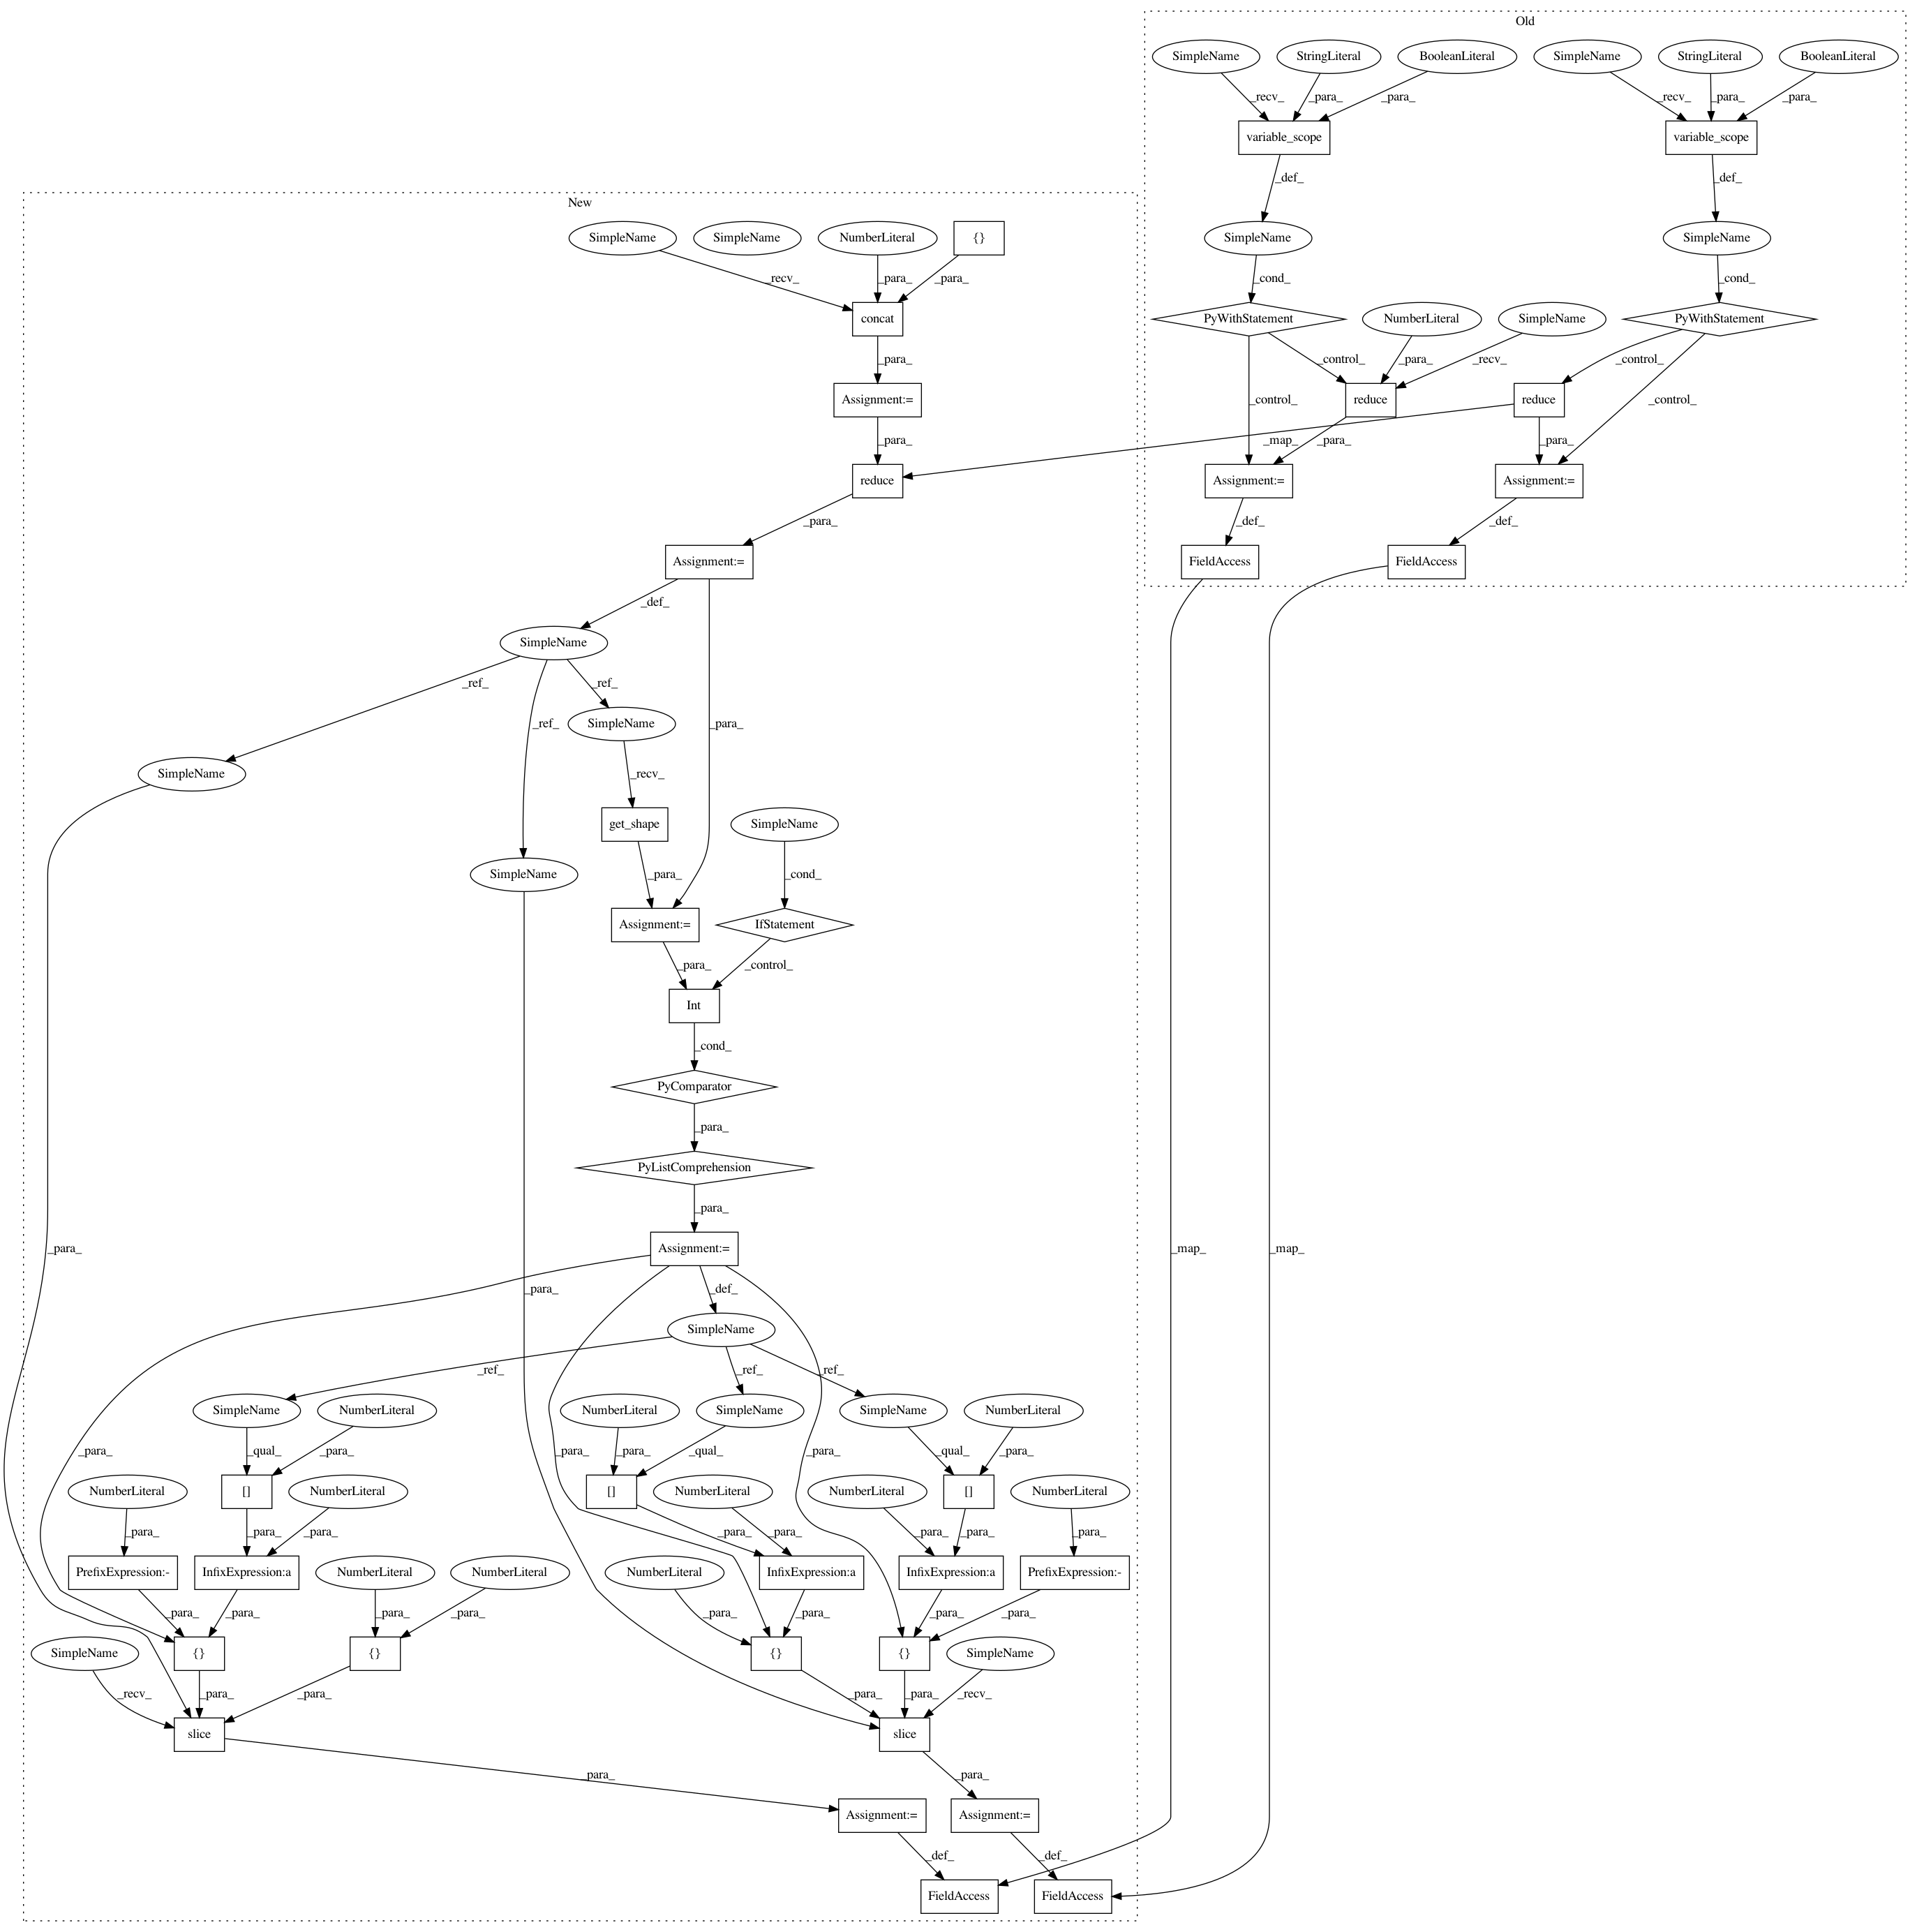 Old
SimpleName
StringLiteral
BooleanLiteral
SimpleName
StringLiteral
BooleanLiteral
_recv_
_para_
_para_
_recv_
_para_
_para_
variable_scope
variable_scope
_def_
_def_
New
SimpleName
SimpleName
NumberLiteral
{}
SimpleName
SimpleName
_recv_
_para_
_para_
_cond_
_cond_
concat
PyWithStatement
NumberLiteral
SimpleName
PyWithStatement
_para_
_control_
_para_
_recv_
_control_
Assignment:=
_control_
reduce
reduce
_control_
_para_
_map_
_para_
_para_
reduce
Assignment:=
Assignment:=
_para_
_def_
_def_
Assignment:=
FieldAccess
FieldAccess
_def_
SimpleName
_ref_
_ref_
_ref_
SimpleName
_para_
SimpleName
_recv_
get_shape
SimpleName
SimpleName
_para_
_cond_
Assignment:=
IfStatement
_para_
_control_
Int
_cond_
PyComparator
_para_
PyListComprehension
_para_
_para_
Assignment:=
_map_
_map_
_para_
_def_
SimpleName
_ref_
_ref_
_ref_
SimpleName
NumberLiteral
NumberLiteral
SimpleName
SimpleName
NumberLiteral
_para_
_qual_
_para_
_para_
_para_
_qual_
_para_
_qual_
_para_
NumberLiteral
[]
NumberLiteral
[]
NumberLiteral
NumberLiteral
[]
NumberLiteral
_para_
_para_
_para_
_para_
_para_
_para_
_para_
_para_
PrefixExpression:-
InfixExpression:a
NumberLiteral
NumberLiteral
NumberLiteral
InfixExpression:a
InfixExpression:a
PrefixExpression:-
_para_
_para_
_para_
_para_
_para_
_para_
_para_
_para_
SimpleName
{}
{}
{}
{}
SimpleName
_recv_
_para_
_para_
_para_
_para_
_recv_
slice
slice
_para_
_para_
Assignment:=
Assignment:=
_def_
_def_
FieldAccess
FieldAccess